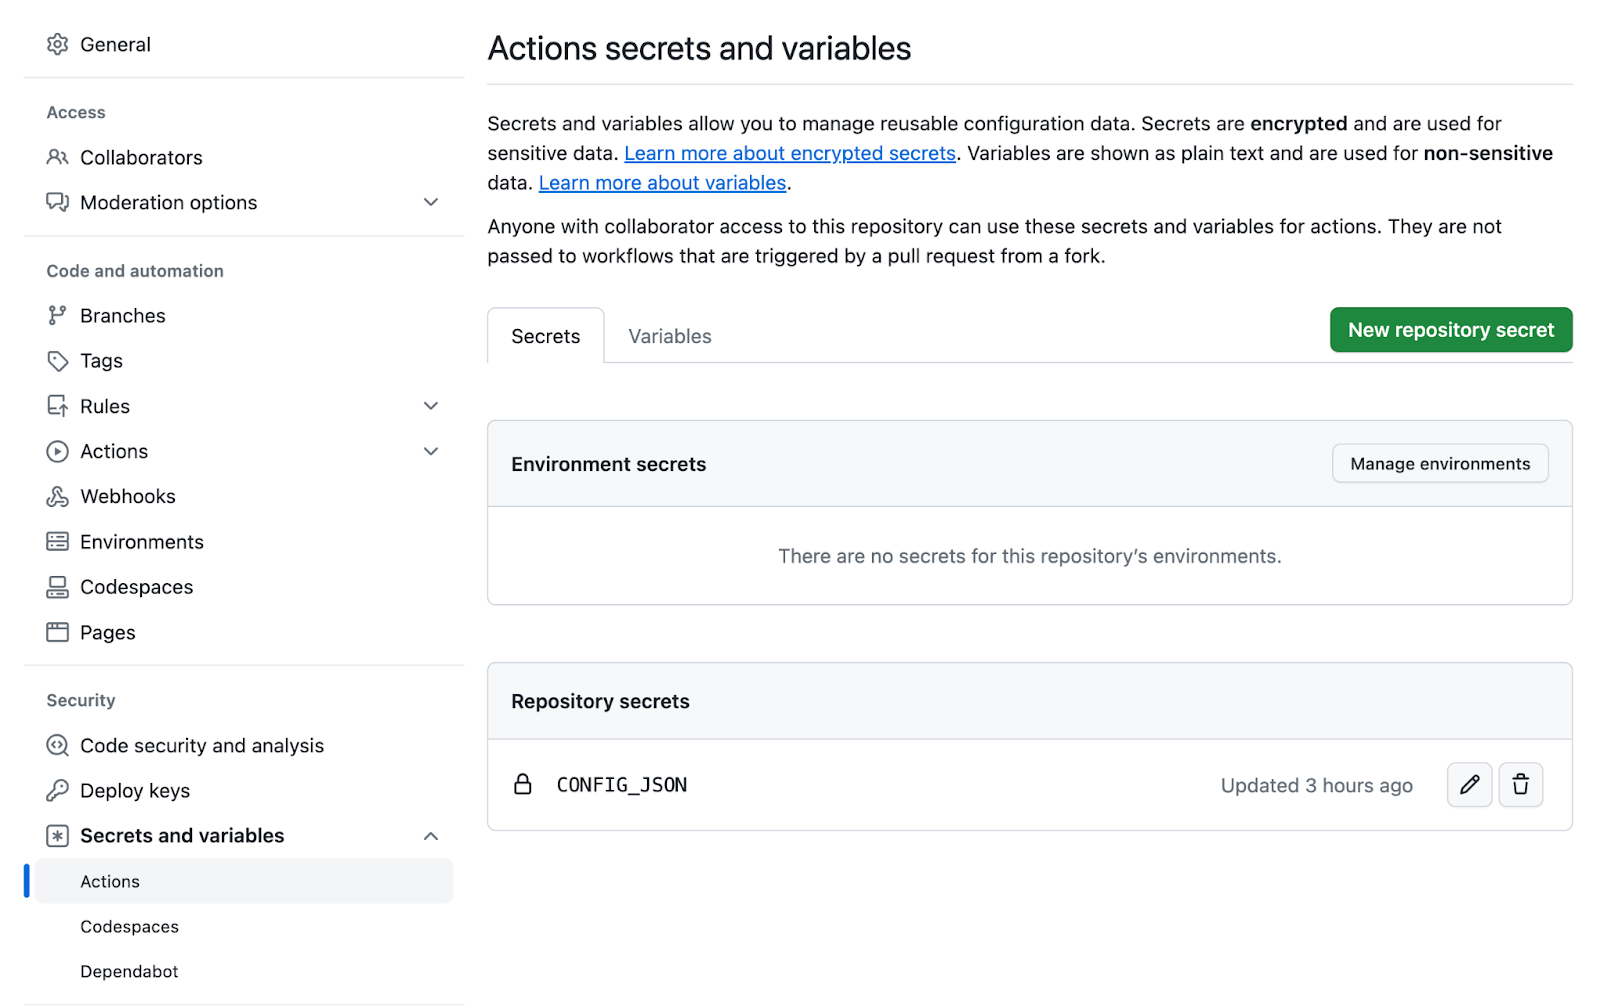 General
Access
Collaborators
Moderation options
Code and automation
Branches
Tags
Rules
Actions
Webhooks
Environments
Codespaces
Pages
Security
Code security and analysis
Deploy keys
Secrets and variables
Actions
Codespaces
Dependabot
Actions secrets and variables
Secrets and variables allow you to manage reusable configuration data. Secrets are encrypted and are used for
sensitive data. Learn more about encrypted secrets. Variables are shown as plain text and are used for non-sensitive
data. Learn more about variables.
Anyone with collaborator access to this repository can use these secrets and variables for actions. They are not
passed to workflows that are triggered by a pull request from a fork.
Secrets Variables New repository secret
Environment secrets Manage environments
There are no secrets for this repository’s environments.
Repository secrets
CONFIG_JSON Updated 3 hours ago